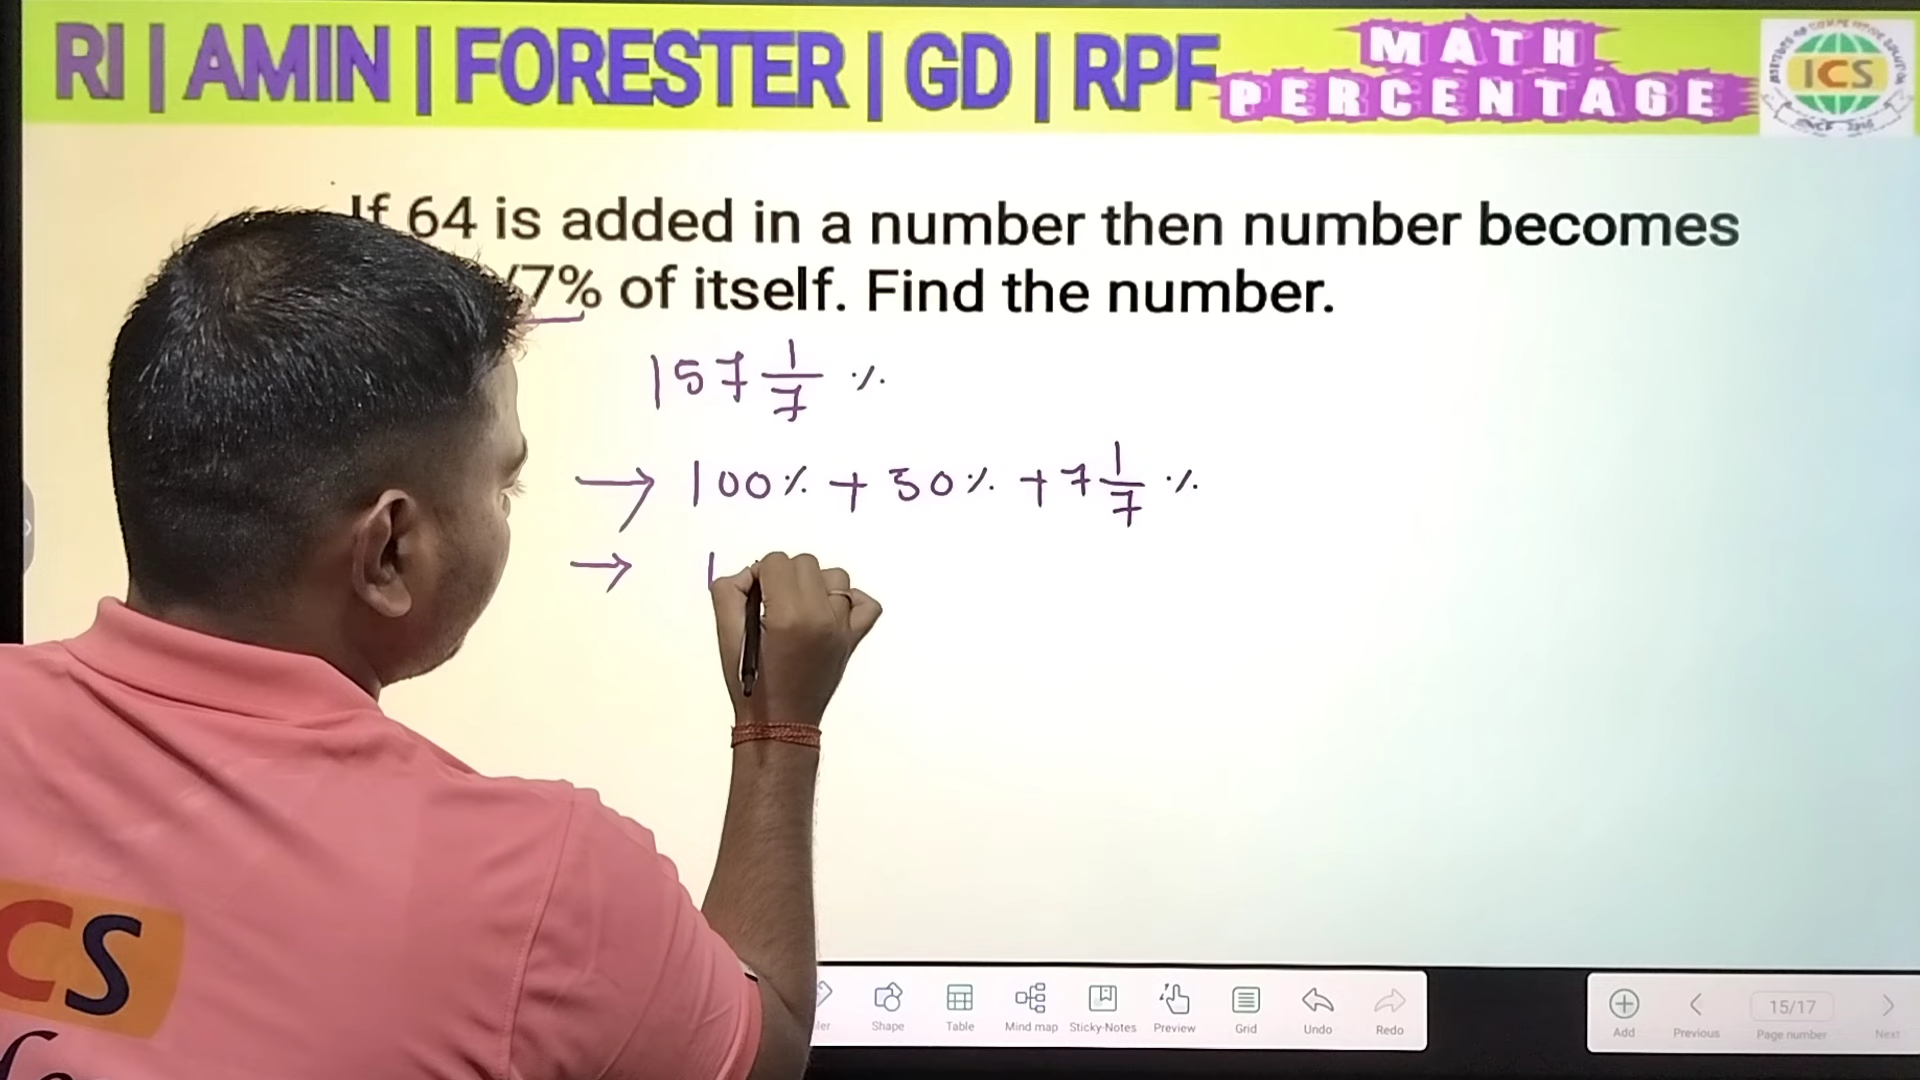 RI | AMIN | FORESTER | GD | RPF
MATH
PERCENTAGE
ICS
If 64 is added in a number then number becomes
/7% of itself. Find the number.
157 1/7 %
→ 100% + 50% + 7 1/7 %
→ 1
CS
Shape Table Mind map Sticky-Notes Preview Grid Undo Redo
Add Previous 15/17 Page number Next